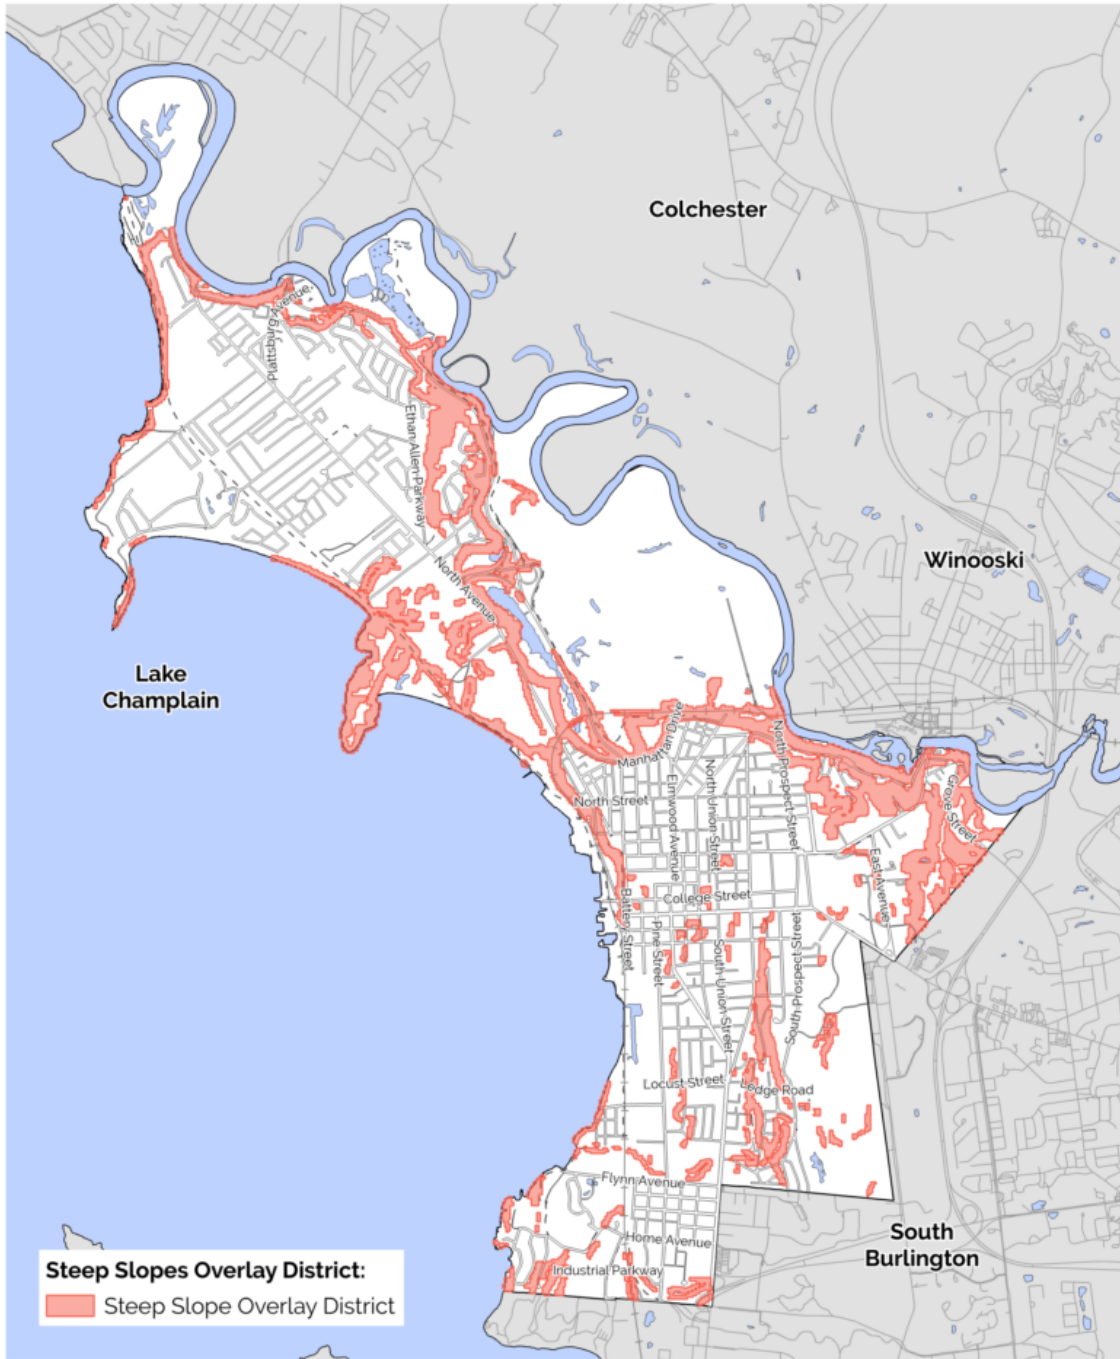 Colchester
Plattsburg Avenue
Ethan Allen Parkway
Winooski
North Avenue
Lake
Champlain
Manhattan Drive
North Prospect Street
Grove Street
North Street
Elmwood Avenue
North Union Street
East Avenue
College Street
Battery Street
Pine Street
South Union Street
South Prospect Street
Locust Street
Ledge Road
Flynn Avenue
South
Burlington
Home Avenue
Industrial Parkway
Steep Slopes Overlay District:
Steep Slope Overlay District